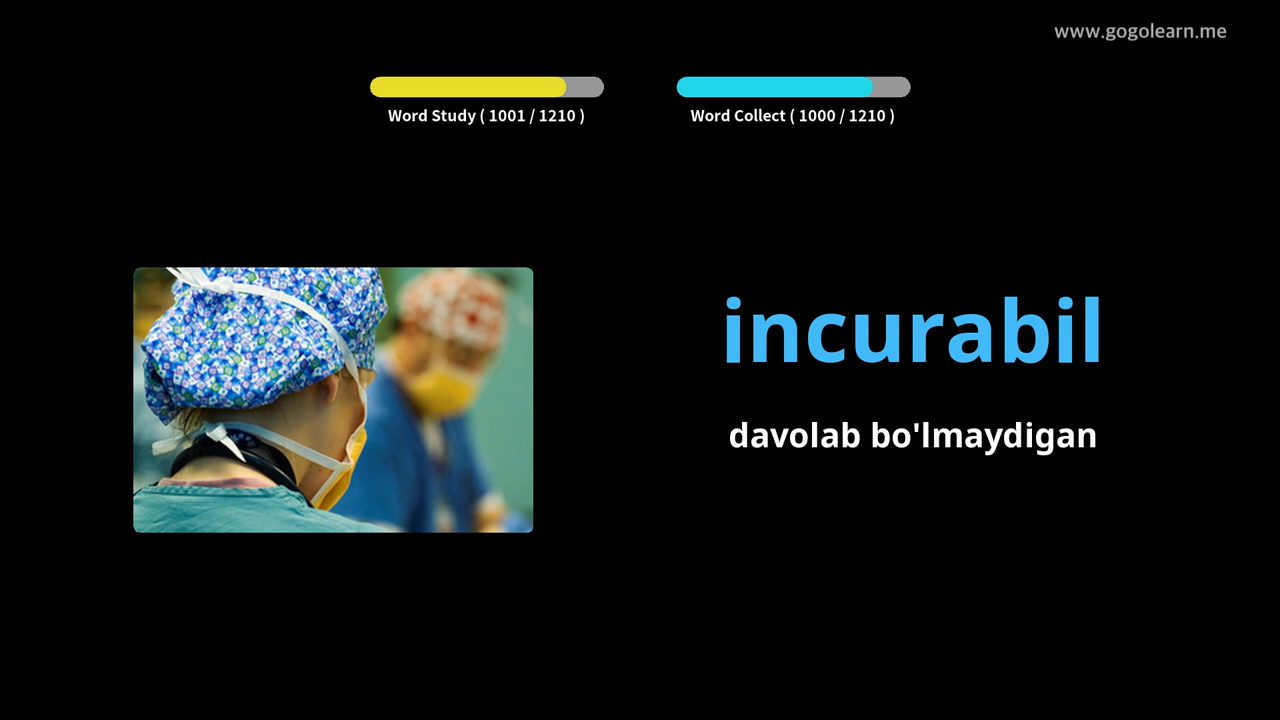 www.gogolearn.me
Word Study ( 1001 / 1210 )
Word Collect ( 1000 / 1210 )
incurabil
davolab bo'lmaydigan